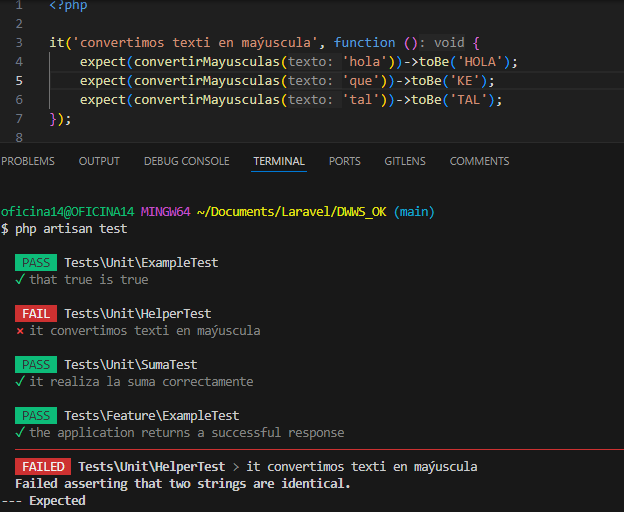 1 <?php
2
3 it('convertimos texti en maýuscula', function (): void {
4 expect(convertirMayusculas(texto: 'hola'))->toBe('HOLA');
5 expect(convertirMayusculas(texto: 'que'))->toBe('KE');
6 expect(convertirMayusculas(texto: 'tal'))->toBe('TAL');
7 });
8
PROBLEMS OUTPUT DEBUG CONSOLE TERMINAL PORTS GITLENS COMMENTS
oficina14@OFICINA14 MINGW64 ~/Documents/Laravel/DWWS_OK (main)
$ php artisan test
PASS Tests\Unit\ExampleTest
✓ that true is true
FAIL Tests\Unit\HelperTest
⨯ it convertimos texti en maýuscula
PASS Tests\Unit\SumaTest
✓ it realiza la suma correctamente
PASS Tests\Feature\ExampleTest
✓ the application returns a successful response
FAILED Tests\Unit\HelperTest > it convertimos texti en maýuscula
Failed asserting that two strings are identical.
--- Expected